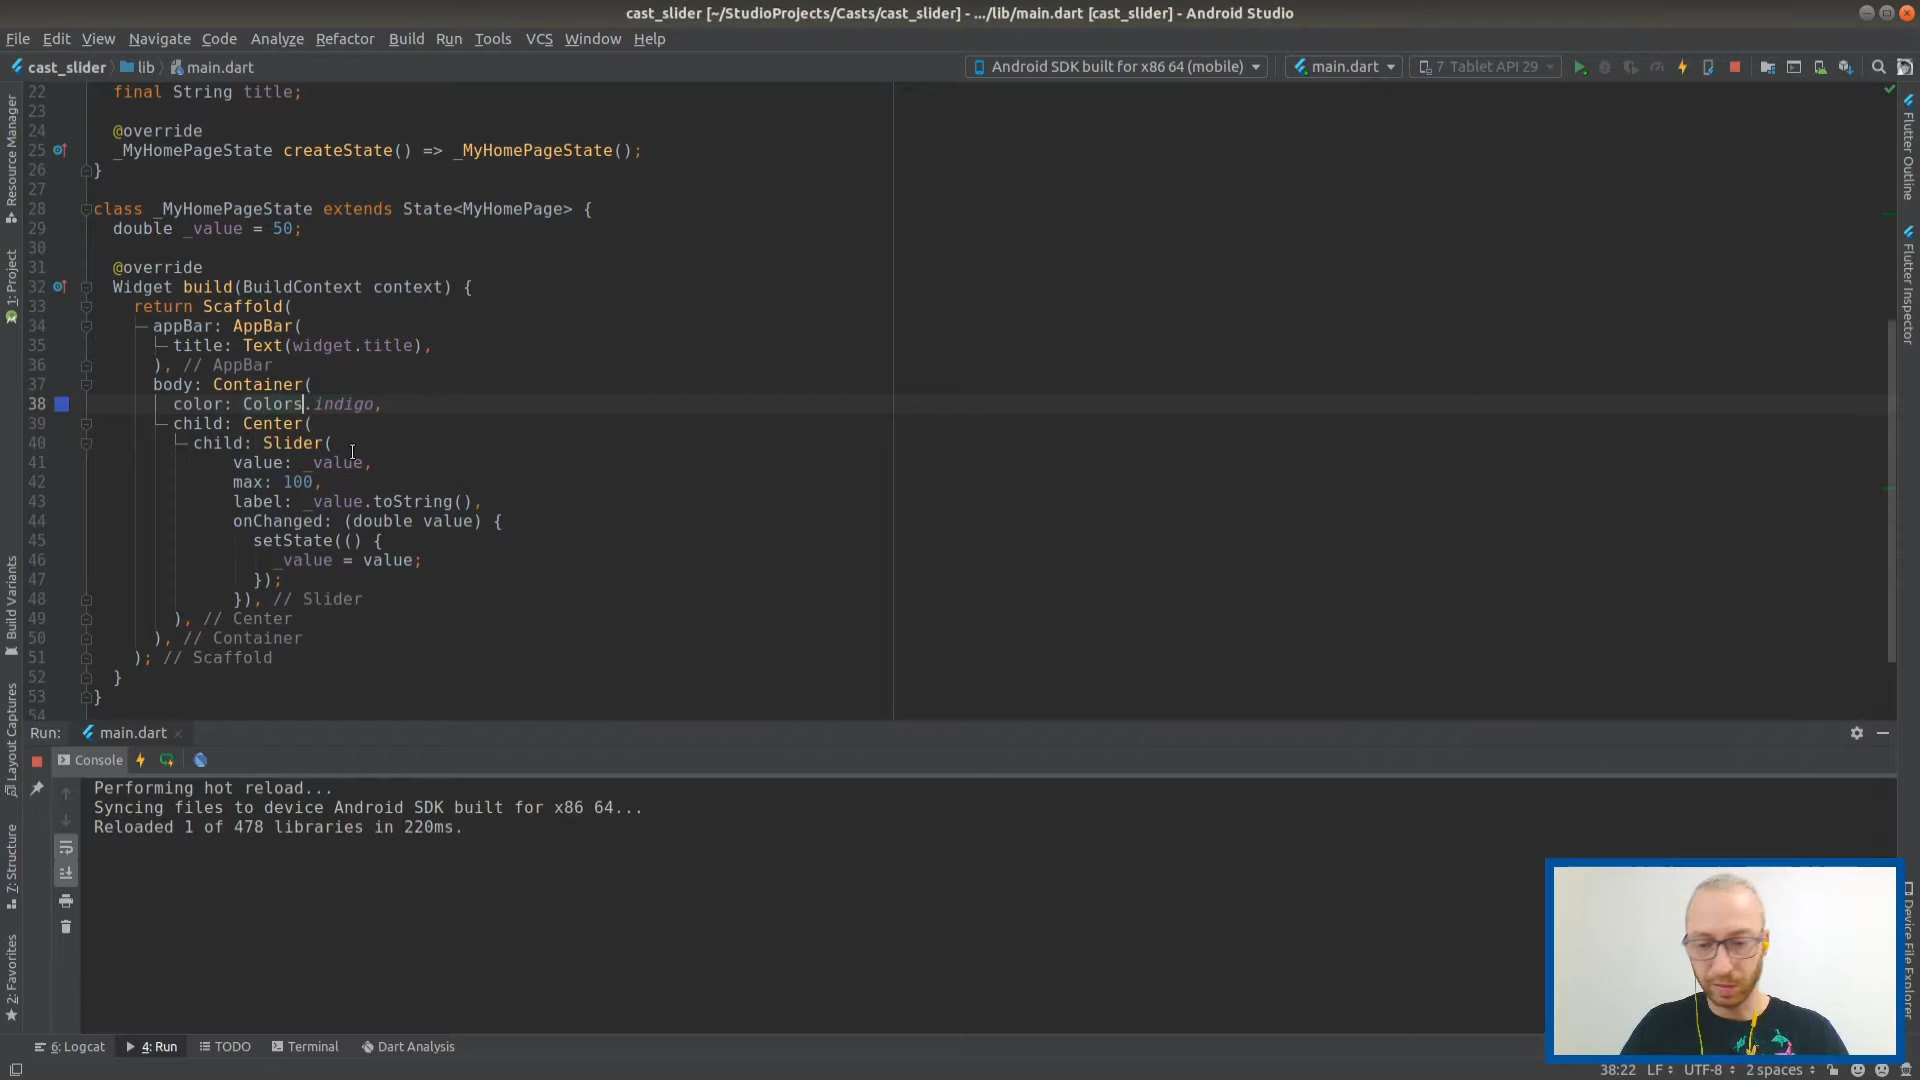 cast_slider [~/StudioProjects/Casts/cast_slider] - .../lib/main.dart [cast_slider] - Android Studio
File Edit View Navigate Code Analyze Refactor Build Run Tools VCS Window Help
cast_slider lib main.dart Android SDK built for x86 64 (mobile) main.dart 7 Tablet API 29
22 final String title;
23
24 @override
25 _MyHomePageState createState() => _MyHomePageState();
26 }
27
28 class _MyHomePageState extends State<MyHomePage> {
29 double _value = 50;
30
31 @override
32 Widget build(BuildContext context) {
33 return Scaffold(
34 appBar: AppBar(
35 title: Text(widget.title),
36 ), // AppBar
37 body: Container(
38 color: Colors.indigo,
39 child: Center(
40 child: Slider(
41 value: _value,
42 max: 100,
43 label: _value.toString(),
44 onChanged: (double value) {
45 setState(() {
46 _value = value;
47 });
48 }), // Slider
49 ), // Center
50 ), // Container
51 ); // Scaffold
52 }
53 }
54
Resource Manager
1: Project
Build Variants
Layout Captures
7: Structure
2: Favorites
Flutter Outline
Flutter Inspector
Device File Explorer
Run: main.dart
Console
Performing hot reload...
Syncing files to device Android SDK built for x86 64...
Reloaded 1 of 478 libraries in 220ms.
6: Logcat 4: Run TODO Terminal Dart Analysis
38:22 LF UTF-8 2 spaces